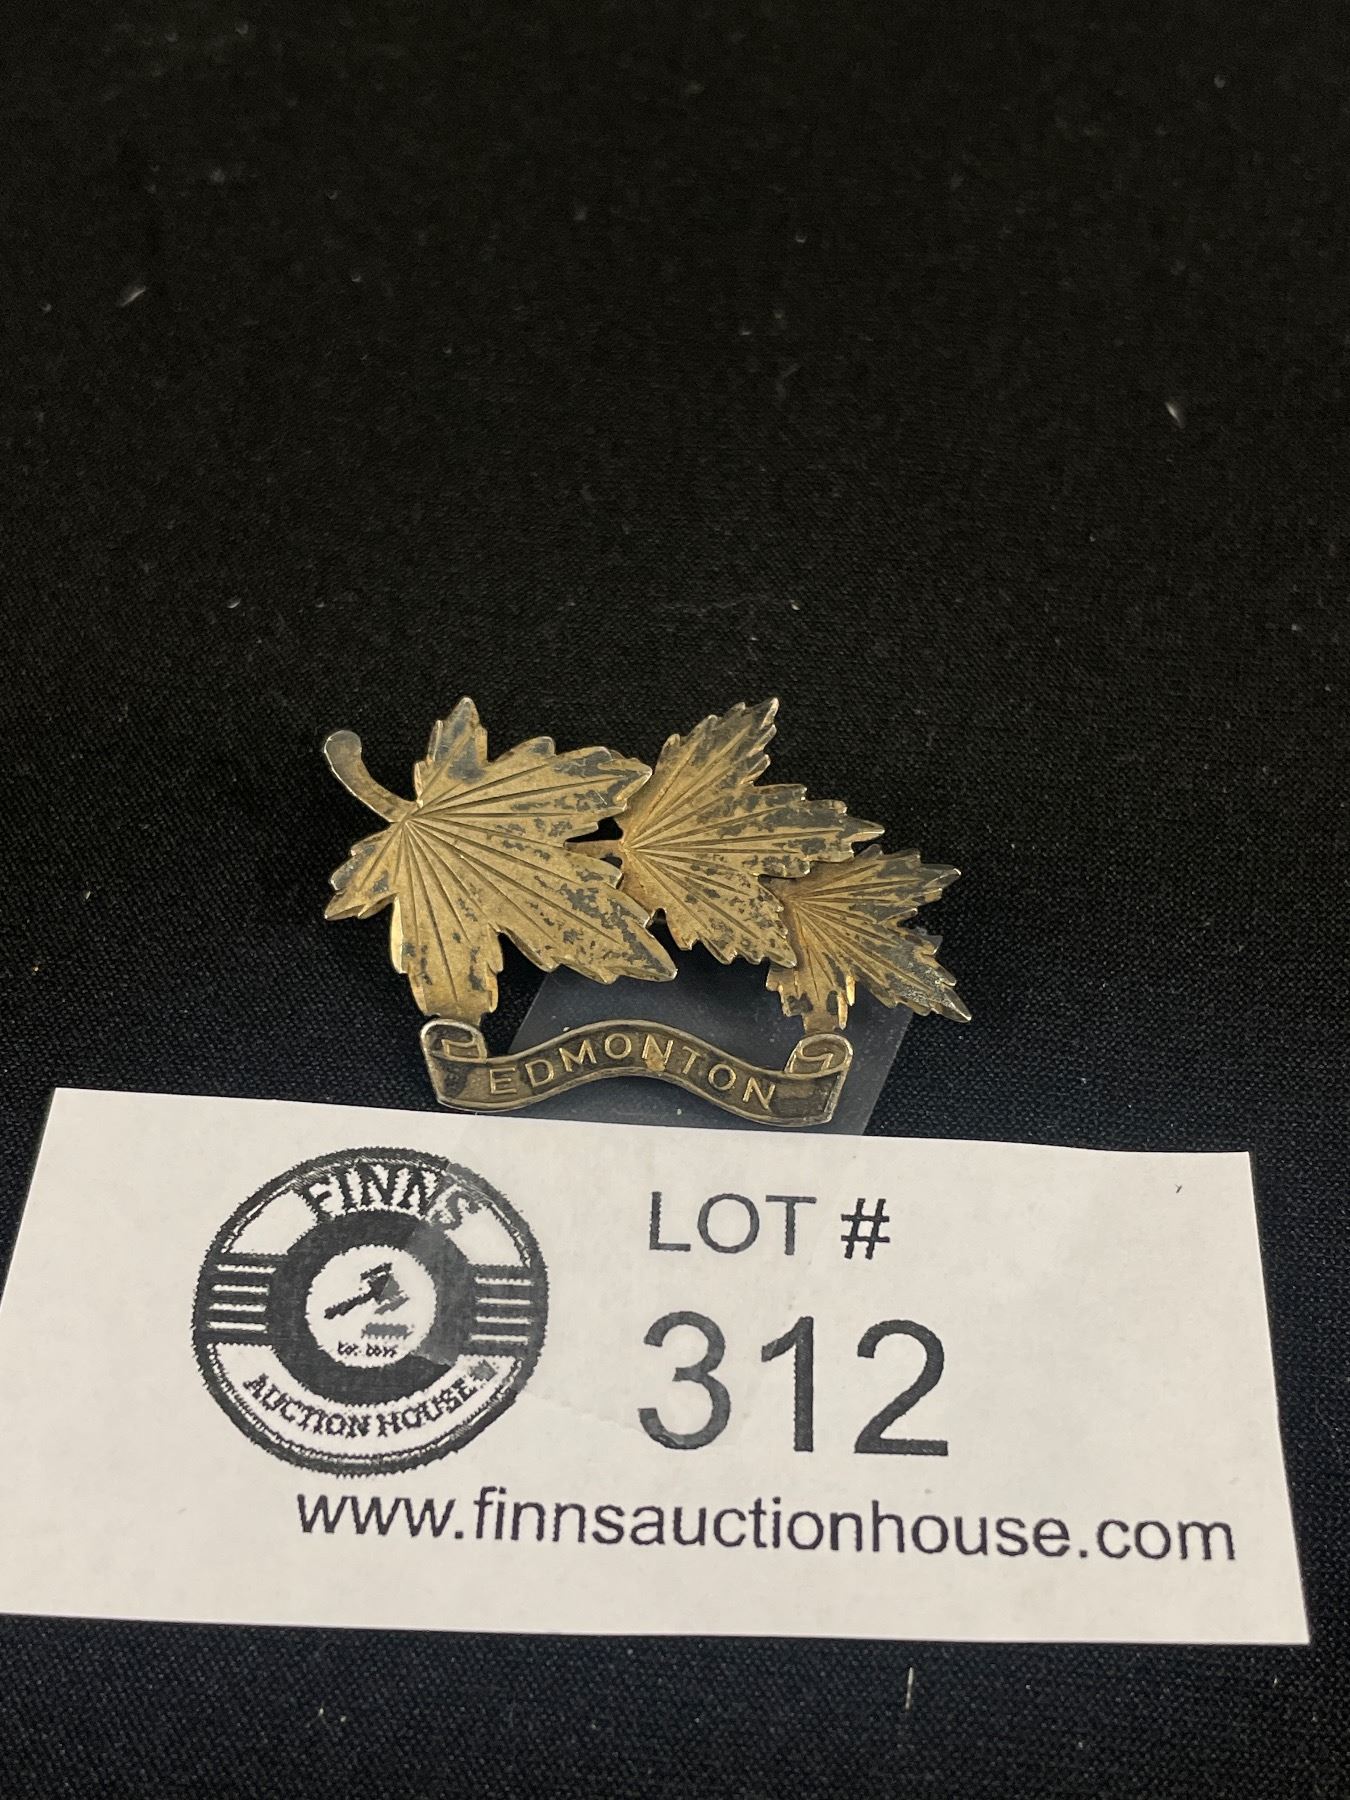 EDMONTON
FINNS
AUCTION HOUSE
LOT #
312
www.finnsauctionhouse.com